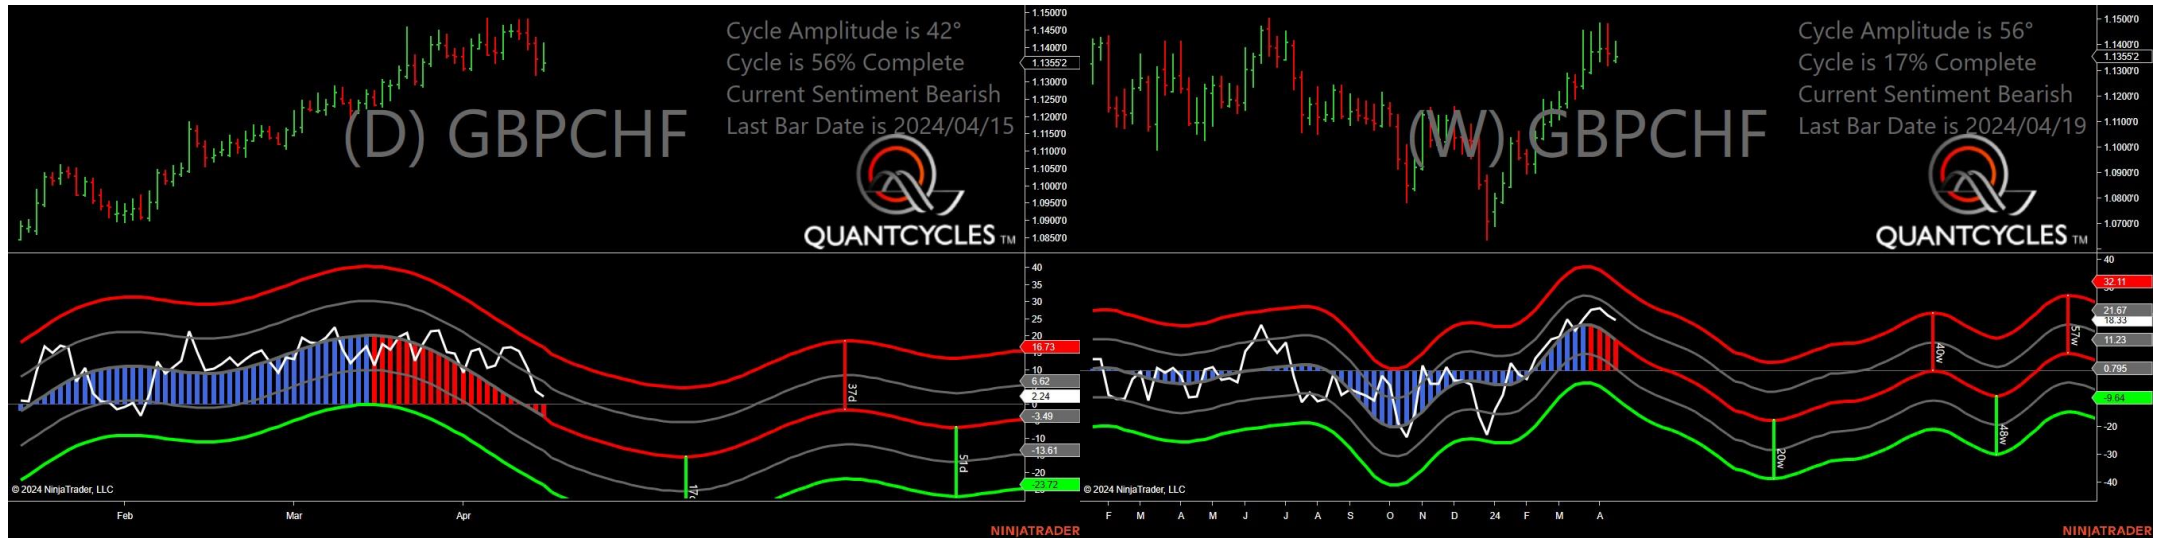 Cycle Amplitude is 42°
Cycle is 56% Complete
Current Sentiment Bearish
Last Bar Date is 2024/04/15
(D) GBPCHF
QUANTCYCLES TM
1.1500'0
1.1450'0
1.1400'0
1.1355'2
1.1300'0
1.1250'0
1.1200'0
1.1150'0
1.1100'0
1.1050'0
1.1000'0
1.0950'0
1.0900'0
1.0850'0
40
35
30
25
20
16.73
10
6.62
2.24
-3.49
-10
-13.61
-20
-23.72
37d
51d
© 2024 NinjaTrader, LLC
Feb
Mar
Apr
NINJATRADER
Cycle Amplitude is 56°
Cycle is 17% Complete
Current Sentiment Bearish
Last Bar Date is 2024/04/19
(W) GBPCHF
QUANTCYCLES TM
1.1500'0
1.1400'0
1.1355'2
1.1300'0
1.1200'0
1.1100'0
1.1000'0
1.0900'0
1.0800'0
1.0700'0
40
32.11
21.67
18.33
11.23
0.795
-9.64
-20
-30
-40
20w
40w
48w
57w
© 2024 NinjaTrader, LLC
F
M
A
M
J
J
A
S
O
N
D
24
F
M
A
NINJATRADER